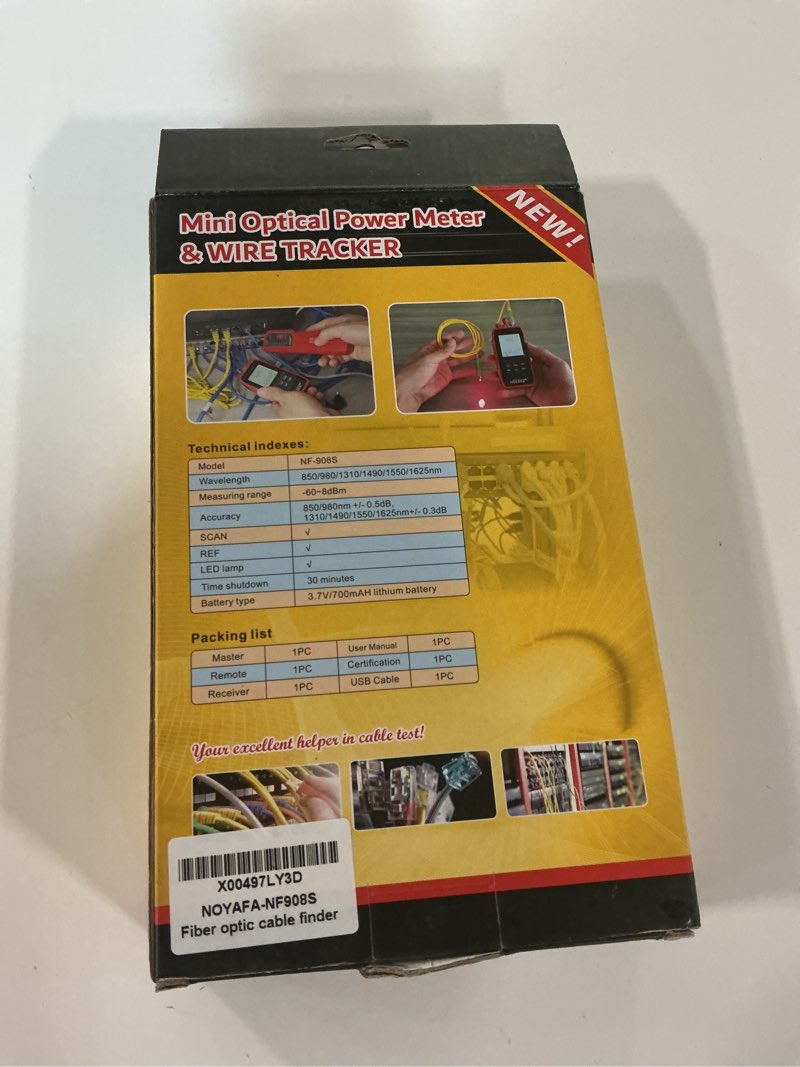 Mini Optical Power Meter
& WIRE TRACKER
NEW!
Technical indexes:
Model NF-908S
Wavelength 850/980/1310/1490/1550/1625nm
Measuring range -60~8dBm
Accuracy 850/980nm +/- 0.5dB,
1310/1490/1550/1625nm+/- 0.3dB
SCAN √
REF √
LED lamp √
Time shutdown 30 minutes
Battery type 3.7V/700mAH lithium battery
Packing list
Master 1PC User Manual 1PC
Remote 1PC Certification 1PC
Receiver 1PC USB Cable 1PC
Your excellent helper in cable test!
X00497LY3D
NOYAFA-NF908S
Fiber optic cable finder